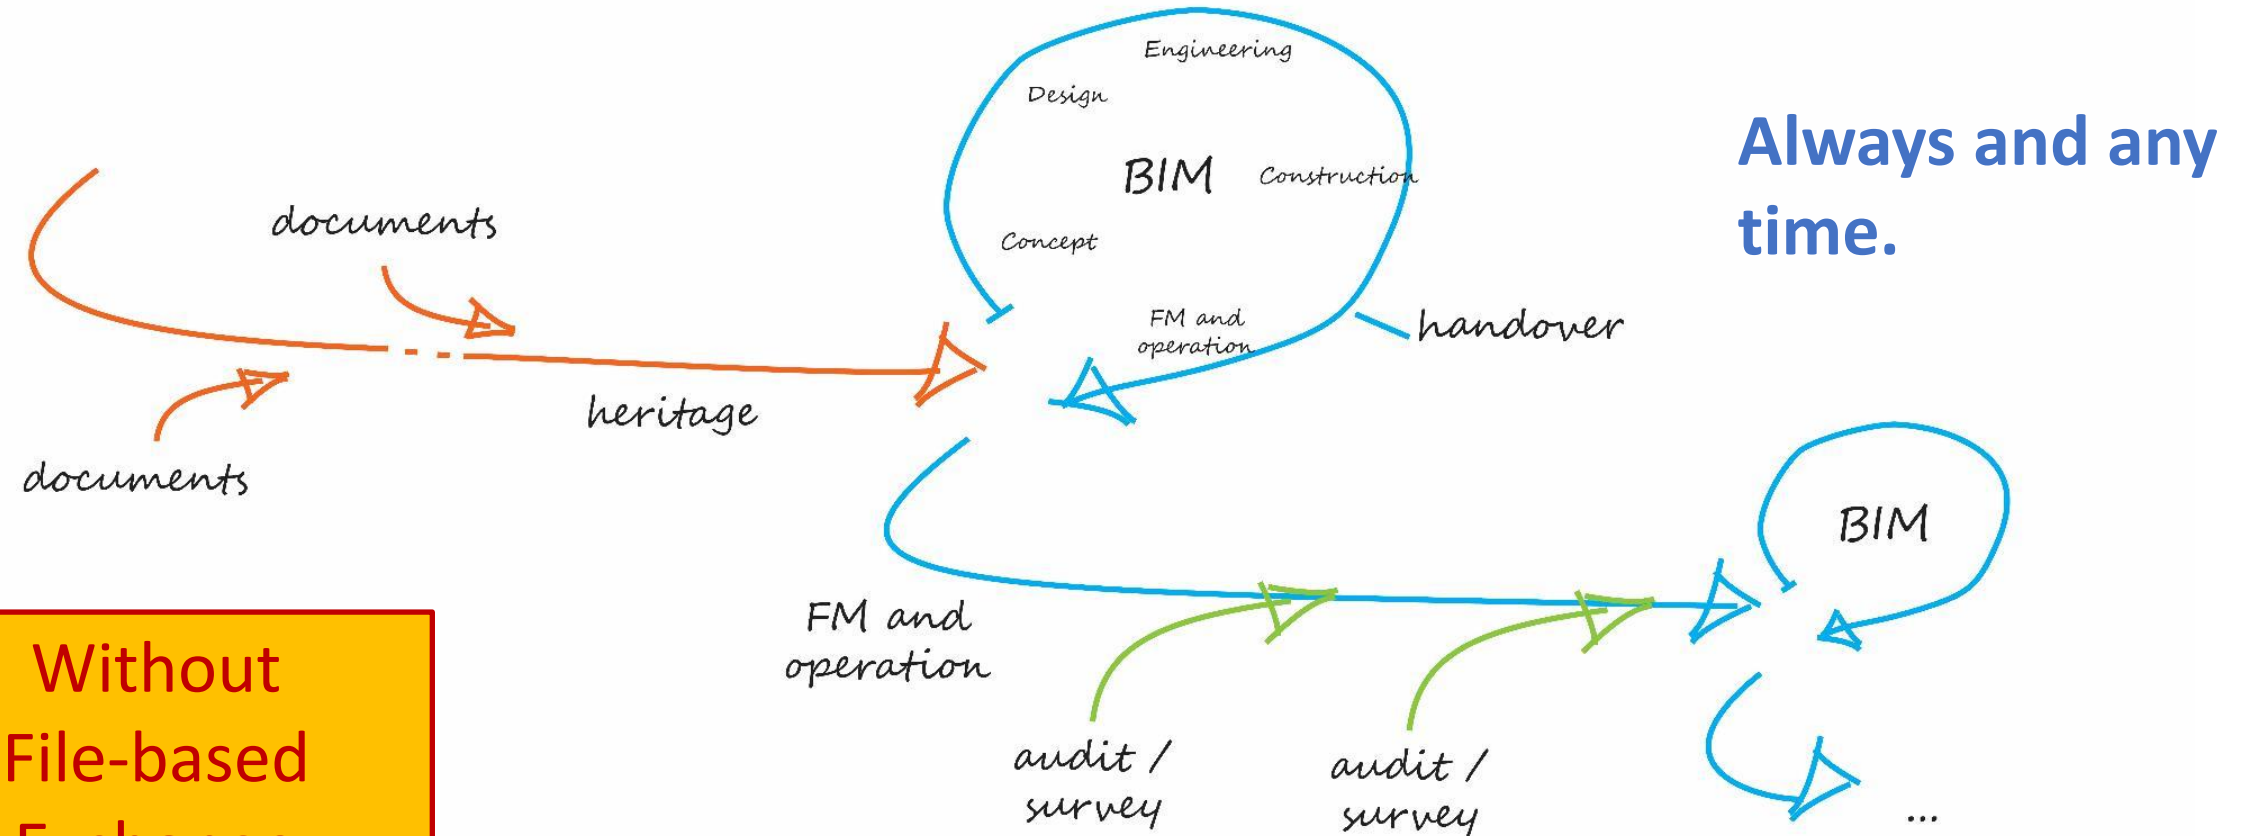 Engineering
Design
BIM
Construction
Concept
FM and
operation
handover
Always and any
time.
documents
heritage
documents
BIM
FM and
operation
audit /
survey
audit /
survey
...
Without
File-based